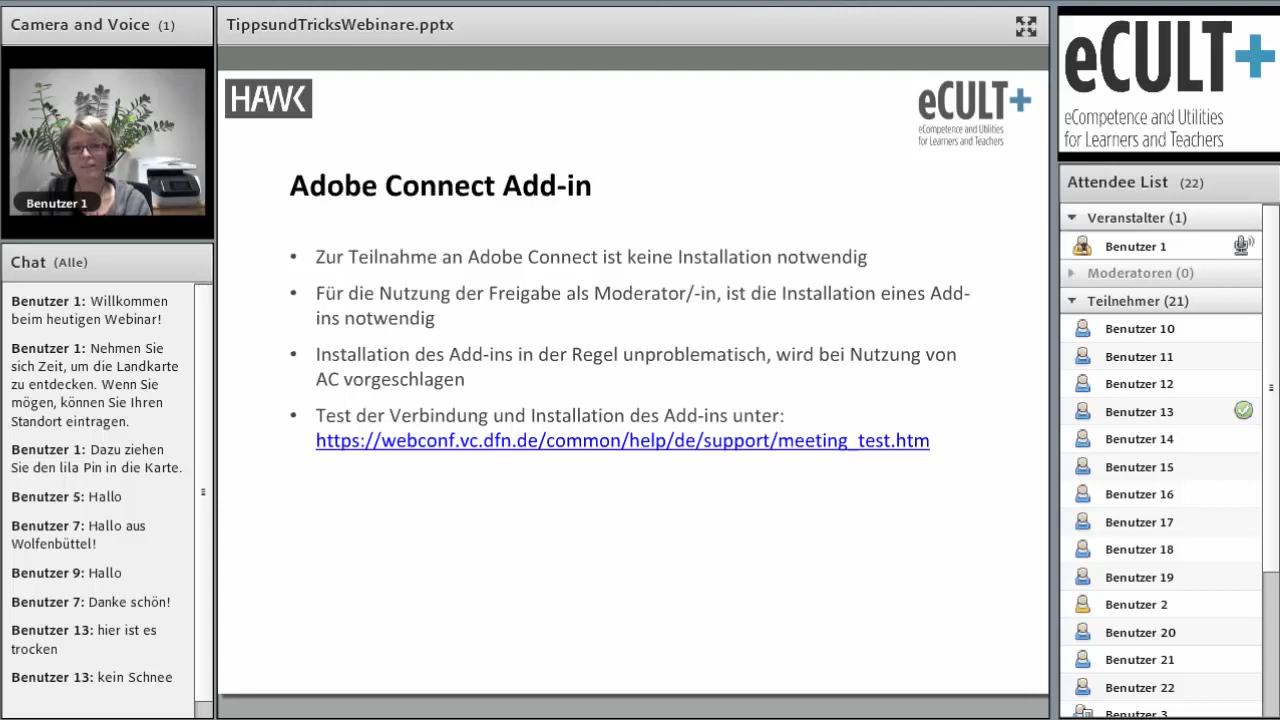 Camera and Voice (1)
Benutzer 1
Chat (Alle)
Benutzer 1: Willkommen
beim heutigen Webinar!
Benutzer 1: Nehmen Sie
sich Zeit, um die Landkarte
zu entdecken. Wenn Sie
mögen, können Sie Ihren
Standort eintragen.
Benutzer 1: Dazu ziehen
Sie den lila Pin in die Karte.
Benutzer 5: Hallo
Benutzer 7: Hallo aus
Wolfenbüttel!
Benutzer 9: Hallo
Benutzer 7: Danke schön!
Benutzer 13: hier ist es
trocken
Benutzer 13: kein Schnee
TippsundTricksWebinare.pptx
HAWK
eCULT+
eCompetence and Utilities
for Learners and Teachers
Adobe Connect Add-in
• Zur Teilnahme an Adobe Connect ist keine Installation notwendig
• Für die Nutzung der Freigabe als Moderator/-in, ist die Installation eines Add-
ins notwendig
• Installation des Add-ins in der Regel unproblematisch, wird bei Nutzung von
AC vorgeschlagen
• Test der Verbindung und Installation des Add-ins unter:
https://webconf.vc.dfn.de/common/help/de/support/meeting_test.htm
eCULT+
eCompetence and Utilities
for Learners and Teachers
Attendee List (22)
Veranstalter (1)
Benutzer 1
Moderatoren (0)
Teilnehmer (21)
Benutzer 10
Benutzer 11
Benutzer 12
Benutzer 13
Benutzer 14
Benutzer 15
Benutzer 16
Benutzer 17
Benutzer 18
Benutzer 19
Benutzer 2
Benutzer 20
Benutzer 21
Benutzer 22
Benutzer 3